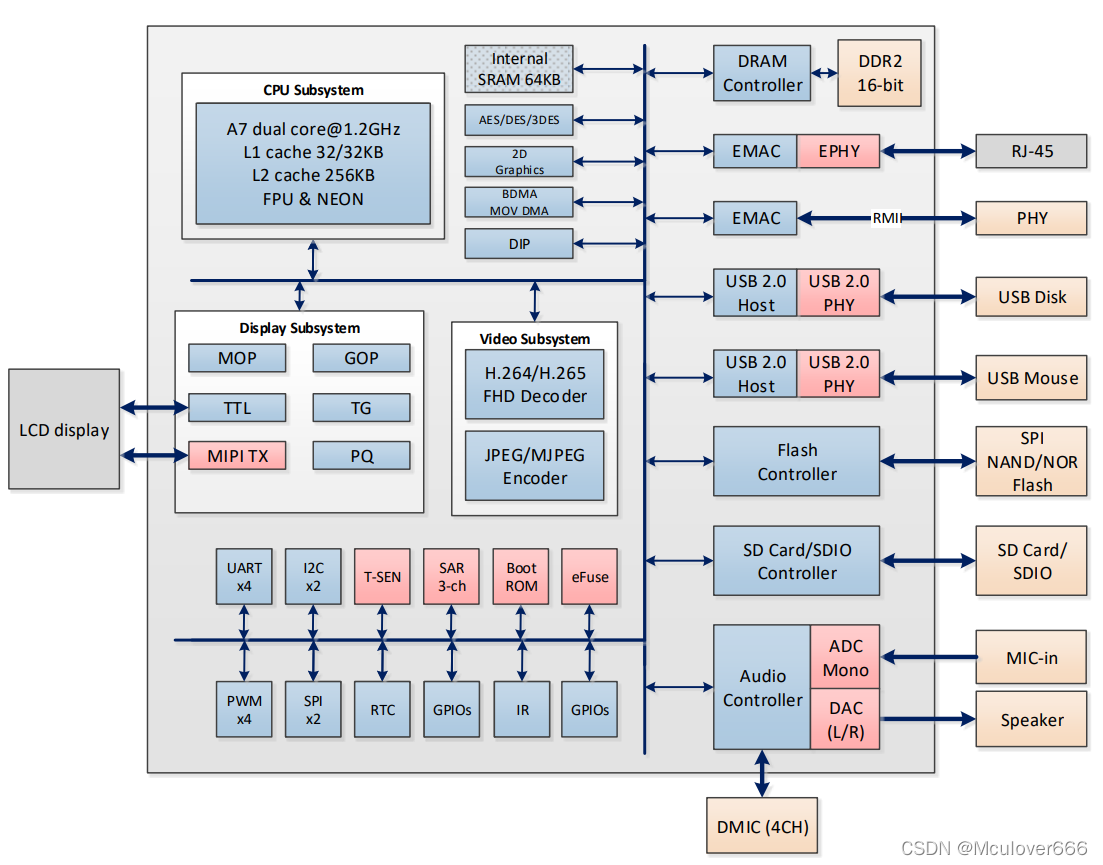 CPU Subsystem
A7 dual core@1.2GHz
L1 cache 32/32KB
L2 cache 256KB
FPU & NEON
Internal
SRAM 64KB
AES/DES/3DES
2D
Graphics
BDMA
MOV DMA
DIP
DRAM
Controller
DDR2
16-bit
EMAC
EPHY
RJ-45
EMAC
RMII
PHY
USB 2.0
Host
USB 2.0
PHY
USB Disk
USB 2.0
Host
USB 2.0
PHY
USB Mouse
Display Subsystem
MOP
GOP
TTL
TG
MIPI TX
PQ
LCD display
Video Subsystem
H.264/H.265
FHD Decoder
JPEG/MJPEG
Encoder
Flash
Controller
SPI
NAND/NOR
Flash
SD Card/SDIO
Controller
SD Card/
SDIO
UART
x4
I2C
x2
T-SEN
SAR
3-ch
Boot
ROM
eFuse
PWM
x4
SPI
x2
RTC
GPIOs
IR
GPIOs
Audio
Controller
ADC
Mono
DAC
(L/R)
MIC-in
Speaker
DMIC (4CH)
CSDN @Mculover666